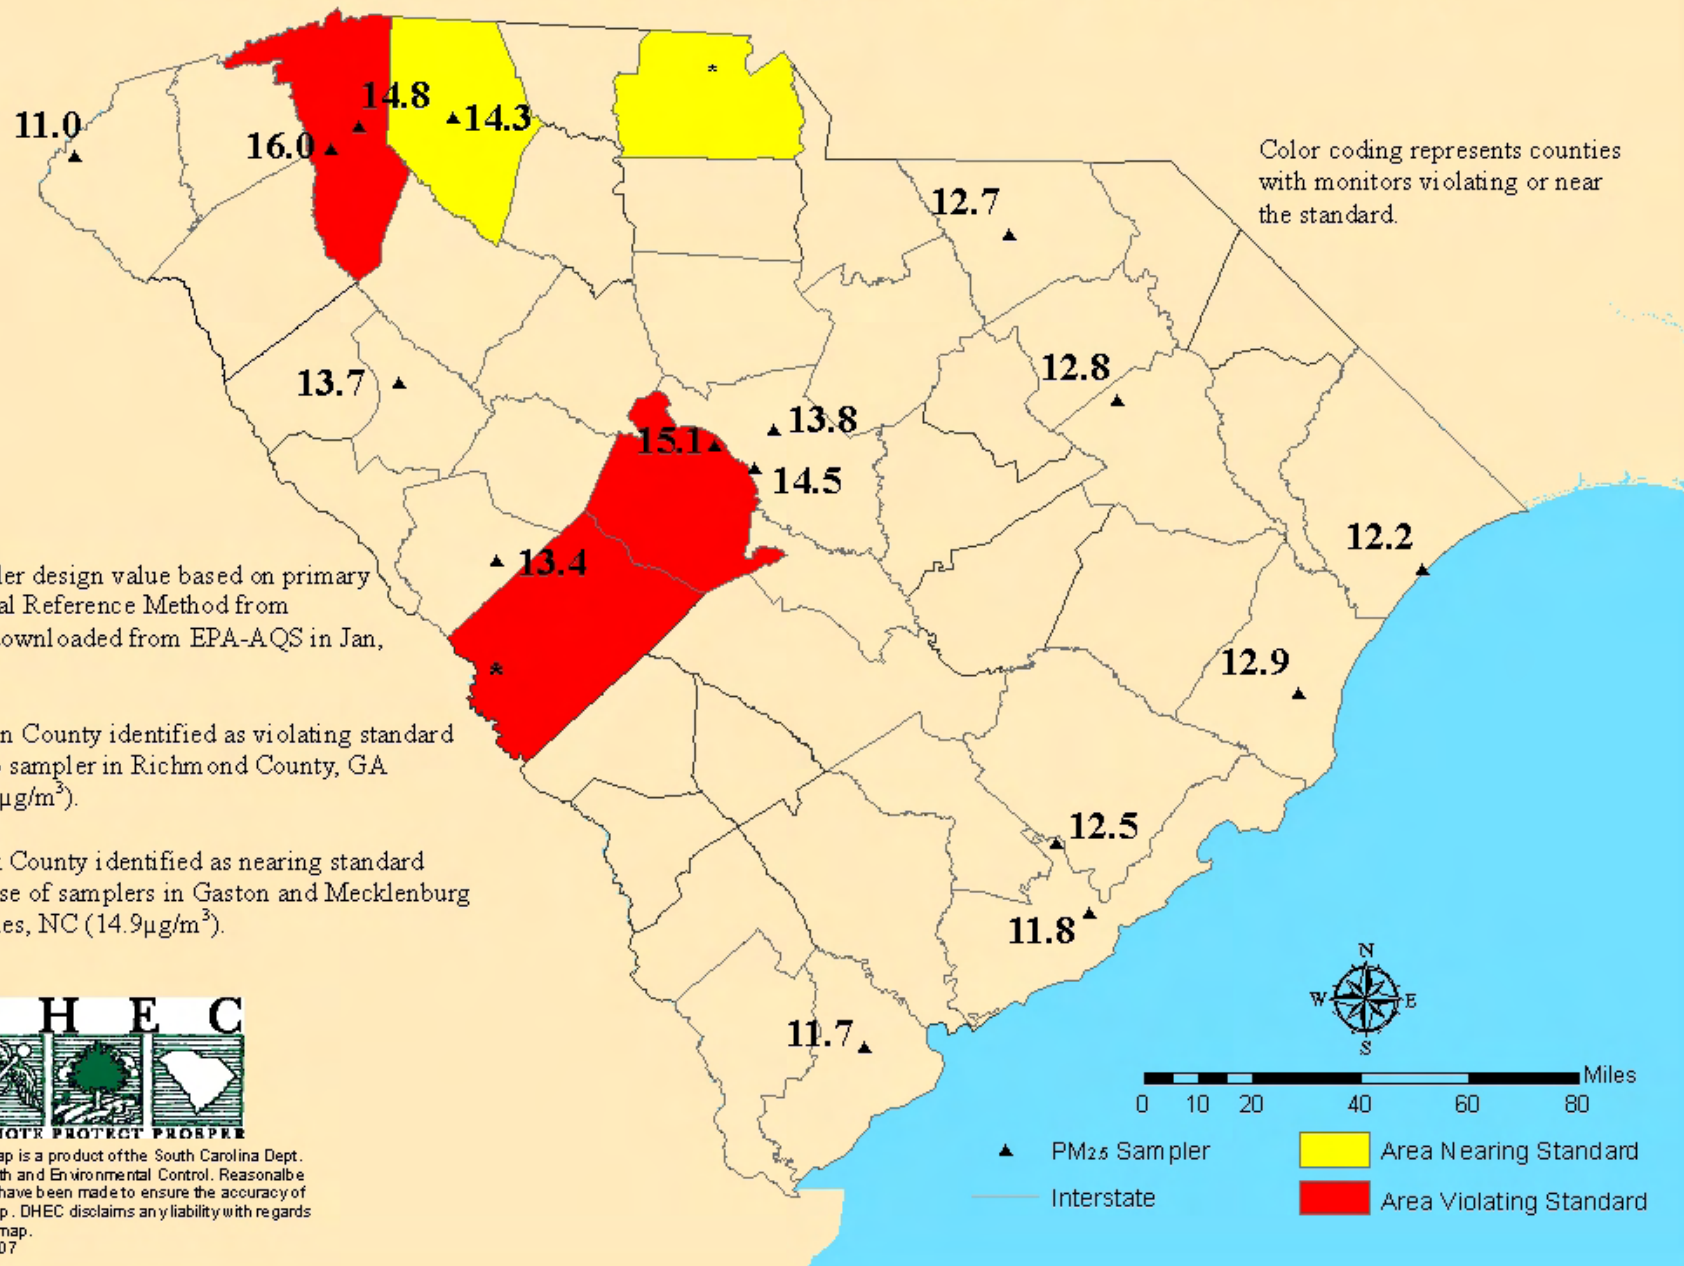 14.8
14.3
*
11.0
16.0
Color coding represents counties
with monitors violating or near
the standard.
12.7
12.8
13.7
13.8
15.1
14.5
12.2
13.4
ler design value based on primary
al Reference Method from
ownloaded from EPA-AQS in Jan,
*
12.9
n County identified as violating standard
sampler in Richmond County, GA
µg/m³).
12.5
County identified as nearing standard
se of samplers in Gaston and Mecklenburg
es, NC (14.9µg/m³).
11.8
N
W E
S
H E C
11.7
Miles
0 10 20 40 60 80
OTE PROTECT PROSPER
PM2.5 Sampler
Area Nearing Standard
Interstate
Area Violating Standard
ap is a product of the South Carolina Dept.
th and Environmental Control. Reasonalbe
have been made to ensure the accuracy of
p. DHEC disclaims any liability with regards
map.
07